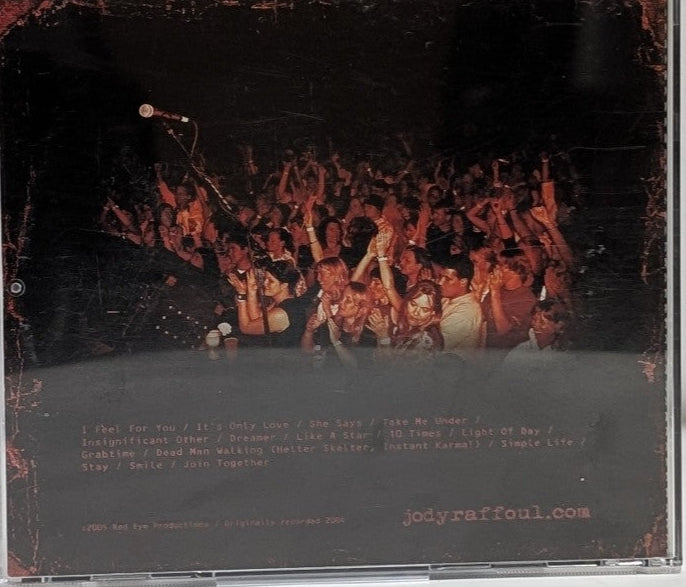 I Feel For You / It's Only Love / She Says / Take Me Under /
Insignificant Other / Dreamer / Like A Star / 10 Times / Light Of Day /
Grabtime / Dead Man Walking (Helter Skelter, Instant Karma!) / Simple Life /
Stay / Smile / Join Together
c2005 Red Eye Productions / Originally recorded 2004
jodyraffoul.com